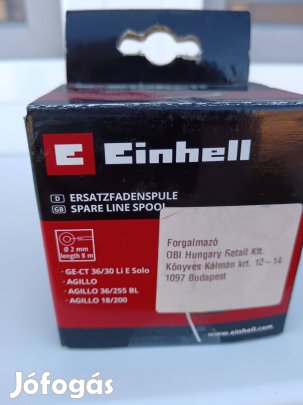 Einhell
D ERSATZFADENSPULE
GB SPARE LINE SPOOL
Ø 2 mm
length 8 m
· GE-CT 36/30 Li E Solo
· AGILLO
· AGILLO 36/255 BL
· AGILLO 18/200
Forgalmazó
OBI Hungary Retail Kft.
Könyves Kálmán krt. 12-14
1097 Budapest
www.einhell.com
Jófogás